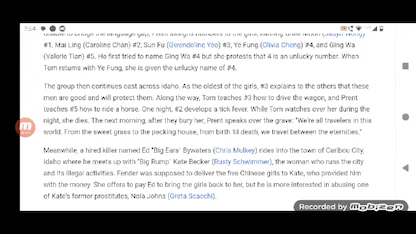 7:54
unable to bridge the language gap, Prent assigns numbers to the girls, naming Quiet Moon (Jadyn Wong)
#1, Mai Ling (Caroline Chan) #2, Sun Fu (Gwendoline Yeo) #3, Ye Fung (Olivia Cheng) #4, and Ging Wa
(Valerie Tian) #5. He first tried to name Ging Wa #4 but she protests that 4 is an unlucky number. When
Tom returns with Ye Fung, she is given the unlucky name of #4.
The group then continues east across Idaho. As the oldest of the girls, #3 explains to the others that these
men are good and will protect them. Along the way, Tom teaches #3 how to drive the wagon, and Prent
teaches #5 how to ride a horse. One night, #2 develops a tick fever. While Tom watches over her during the
night, she dies. The next morning, after they bury her, Prent speaks over the grave: "We're all travelers in this
world. From the sweet grass to the packing house, from birth 'til death, we travel between the eternities."
Meanwhile, a hired killer named Ed "Big Ears' Bywaters (Chris Mulkey) rides into the town of Caribou City,
Idaho where he meets up with "Big Rump' Kate Becker (Rusty Schwimmer), the woman who runs the city
and its illegal activities. Fender was supposed to deliver the five Chinese girls to Kate, who provided him
with the money. She offers to pay Ed to bring the girls back to her, but he is more interested in abusing one
of Kate's former prostitutes, Nola Johns (Greta Scacchi).
Recorded by Mobizen